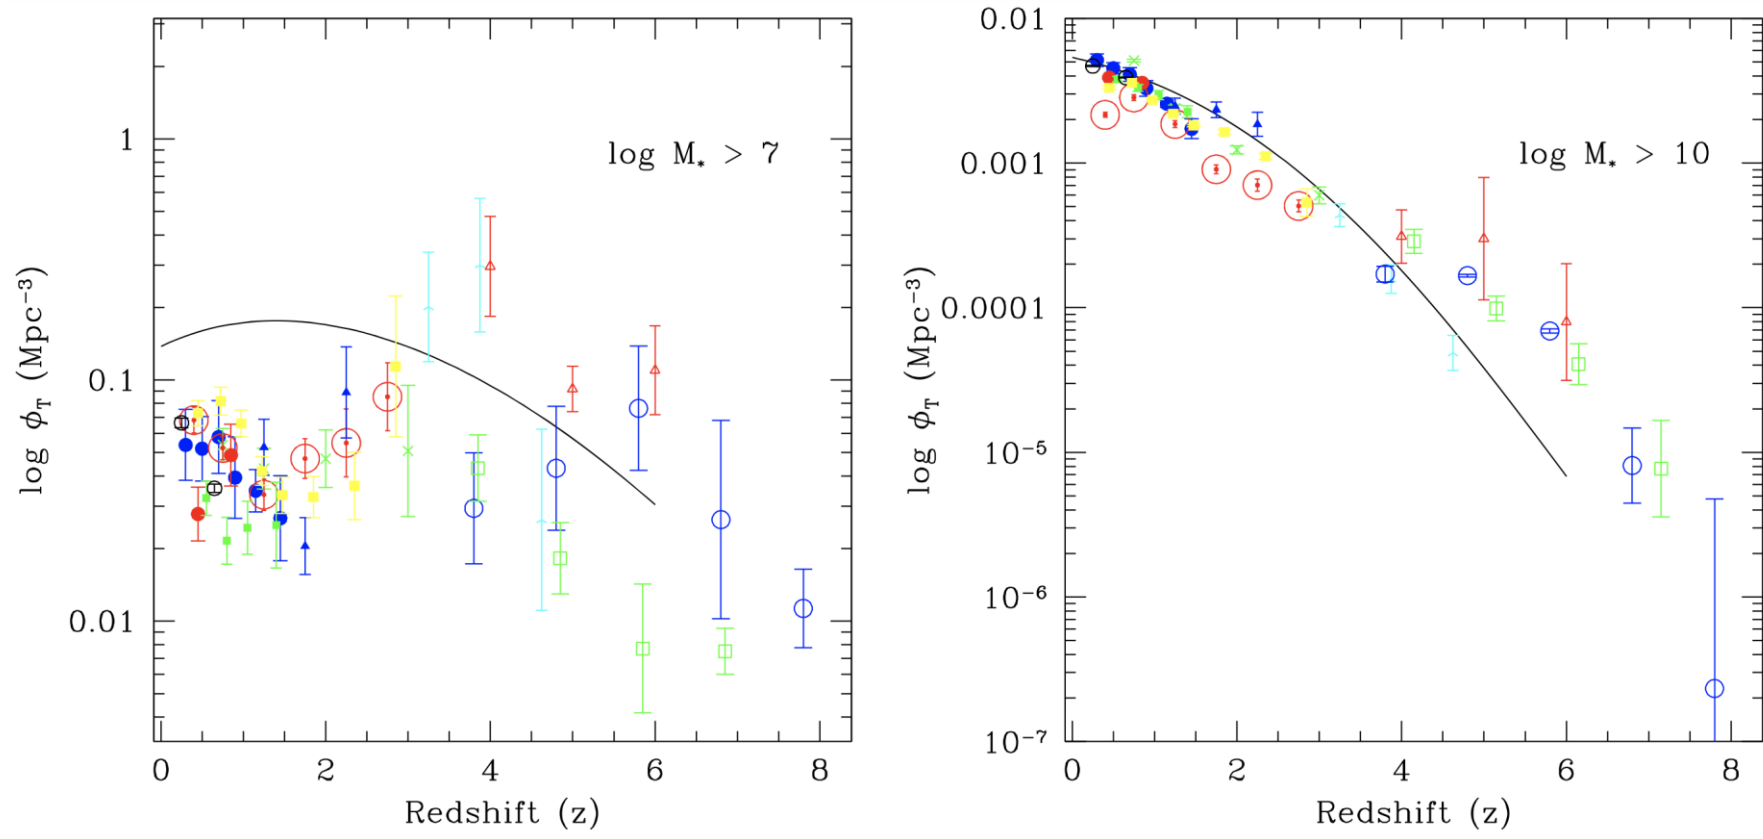 log M* > 7
1
0.1
0.01
log ϕT (Mpc−3)
0 2 4 6 8
Redshift (z)
log M* > 10
0.01
0.001
0.0001
10−5
10−6
10−7
log ϕT (Mpc−3)
0 2 4 6 8
Redshift (z)